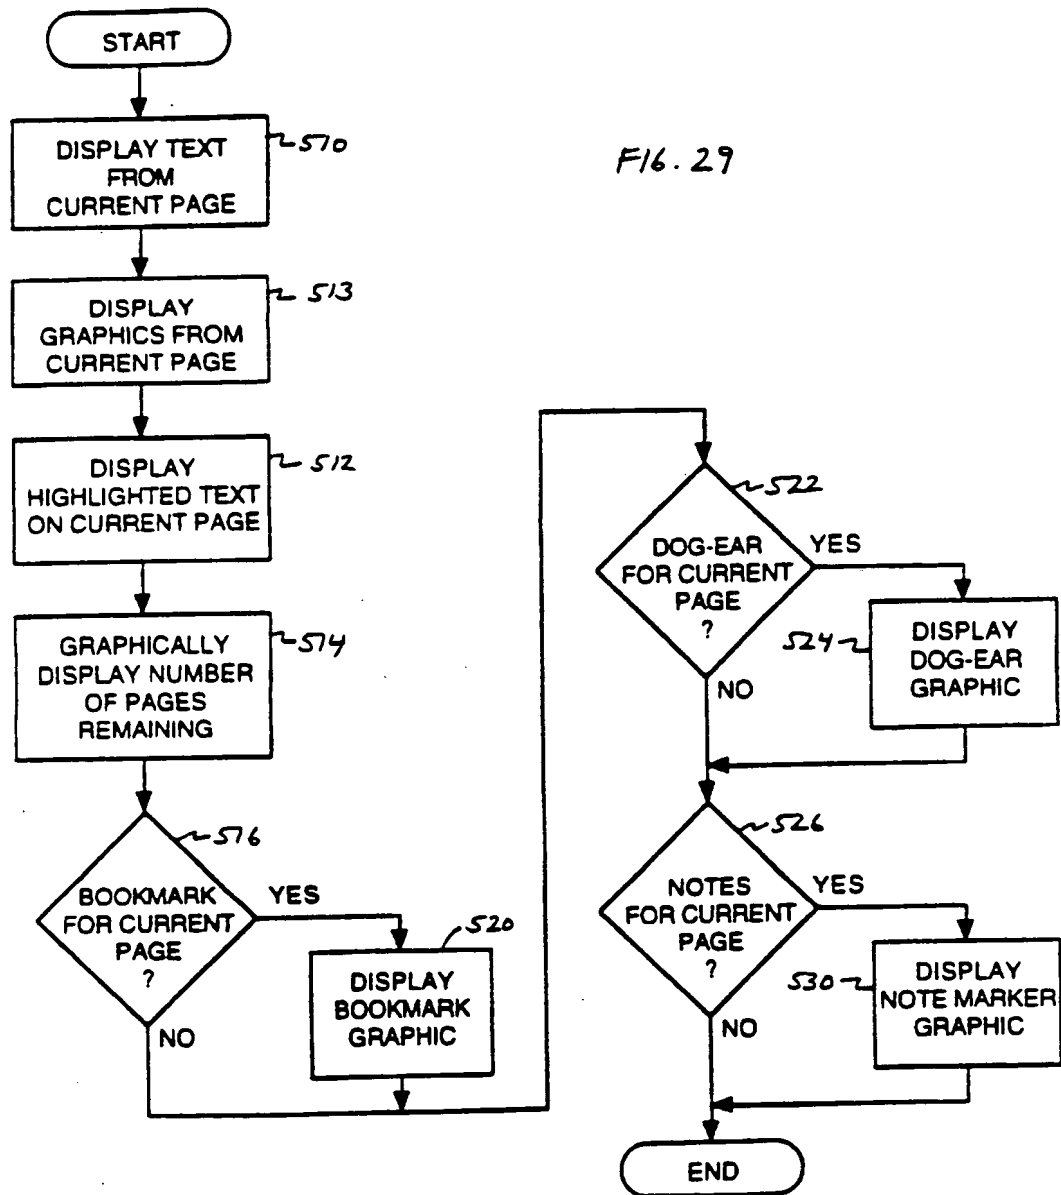 START
DISPLAY TEXT
FROM
CURRENT PAGE
510
FIG. 29
DISPLAY
GRAPHICS FROM
CURRENT PAGE
513
DISPLAY
HIGHLIGHTED TEXT
ON CURRENT PAGE
512
GRAPHICALLY
DISPLAY NUMBER
OF PAGES
REMAINING
514
516
BOOKMARK
FOR CURRENT
PAGE
?
YES
NO
520
DISPLAY
BOOKMARK
GRAPHIC
522
DOG-EAR
FOR CURRENT
PAGE
?
YES
NO
524
DISPLAY
DOG-EAR
GRAPHIC
526
NOTES
FOR CURRENT
PAGE
?
YES
NO
530
DISPLAY
NOTE MARKER
GRAPHIC
END